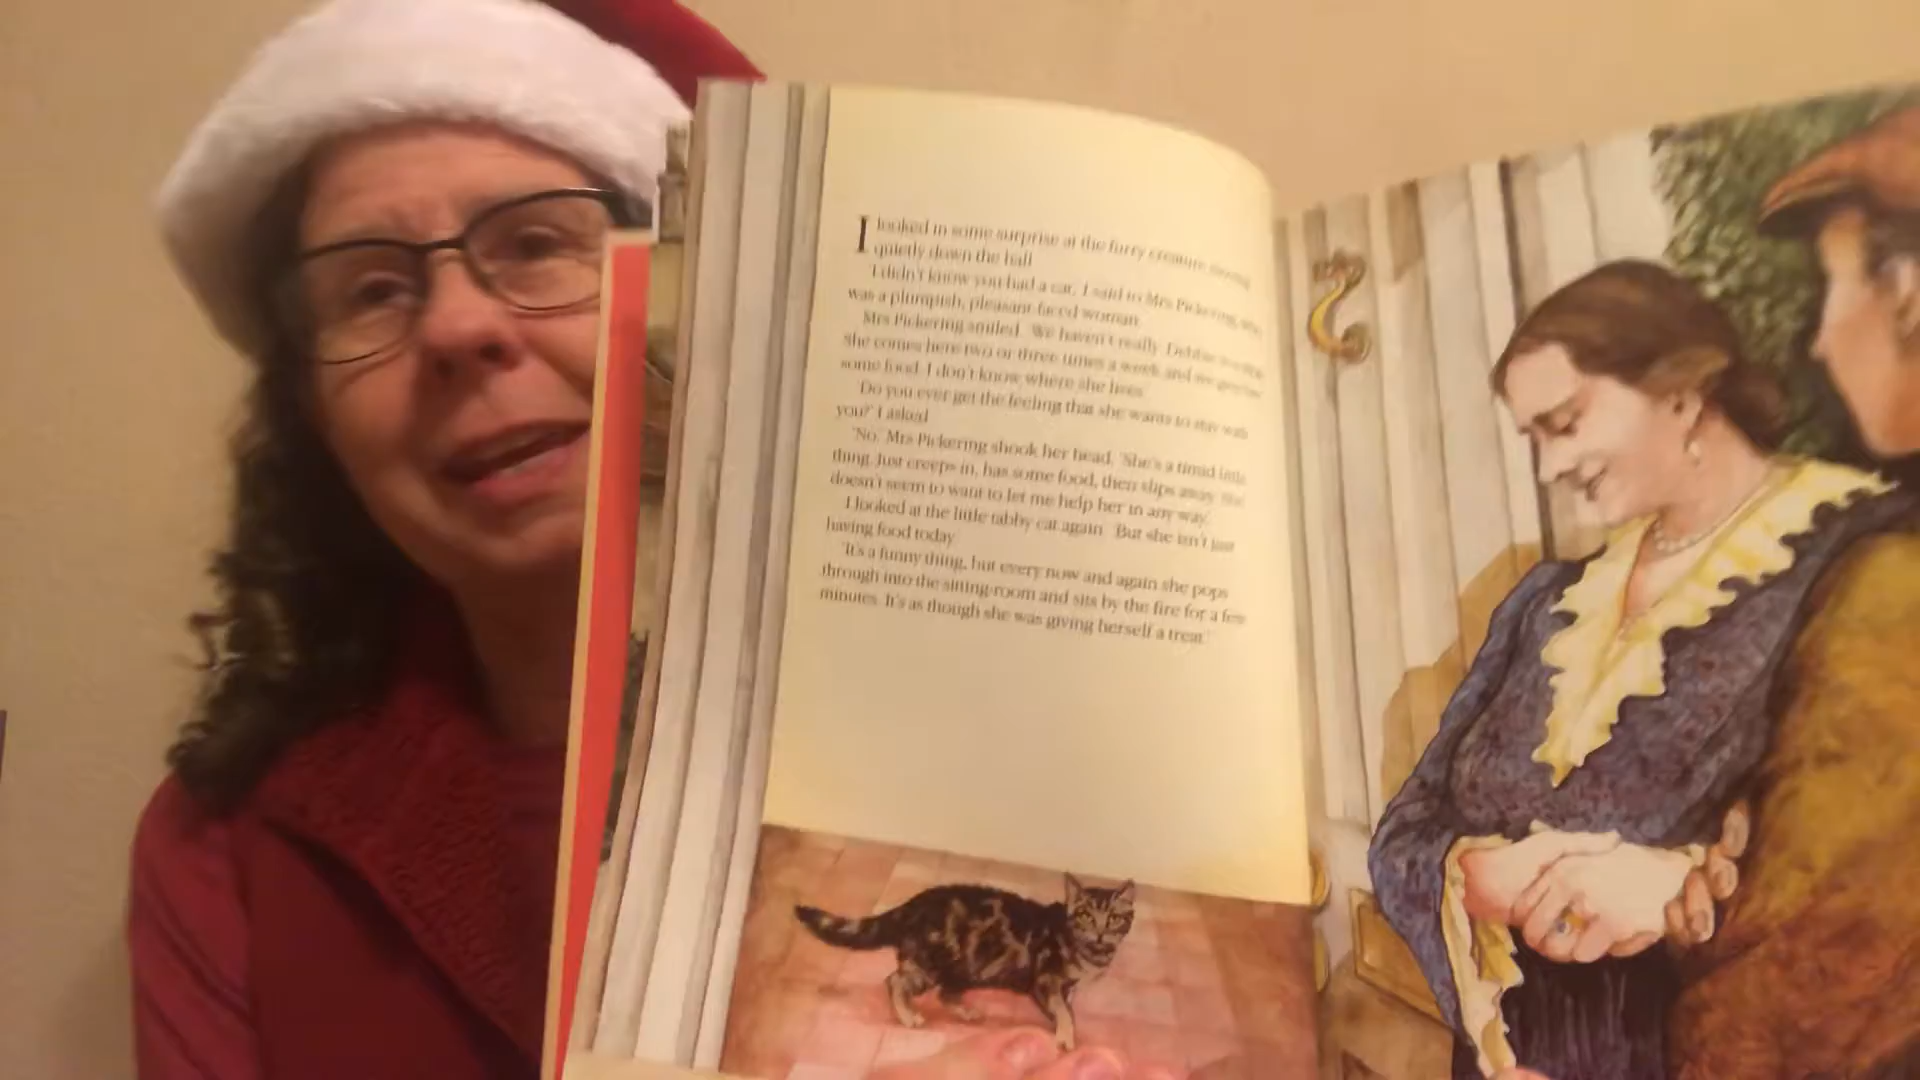 I looked in some surprise at the furry creature
quietly down the hall.
'I didn't know you had a cat,' I said to Mrs Pickering, who
was a plumpish, pleasant-faced woman.
Mrs Pickering smiled. 'We haven't really. Debbie
She comes here two or three times a week and we give her
some food. I don't know where she lives.'
'Do you ever get the feeling that she wants to stay with
you?' I asked.
'No.' Mrs Pickering shook her head. 'She's a timid little
thing. Just creeps in, has some food, then slips away. She
doesn't seem to want to let me help her in any way.'
I looked at the little tabby cat again. 'But she isn't just
having food today.'
'It's a funny thing, but every now and again she pops
through into the sitting-room and sits by the fire for a few
minutes. It's as though she was giving herself a treat.'